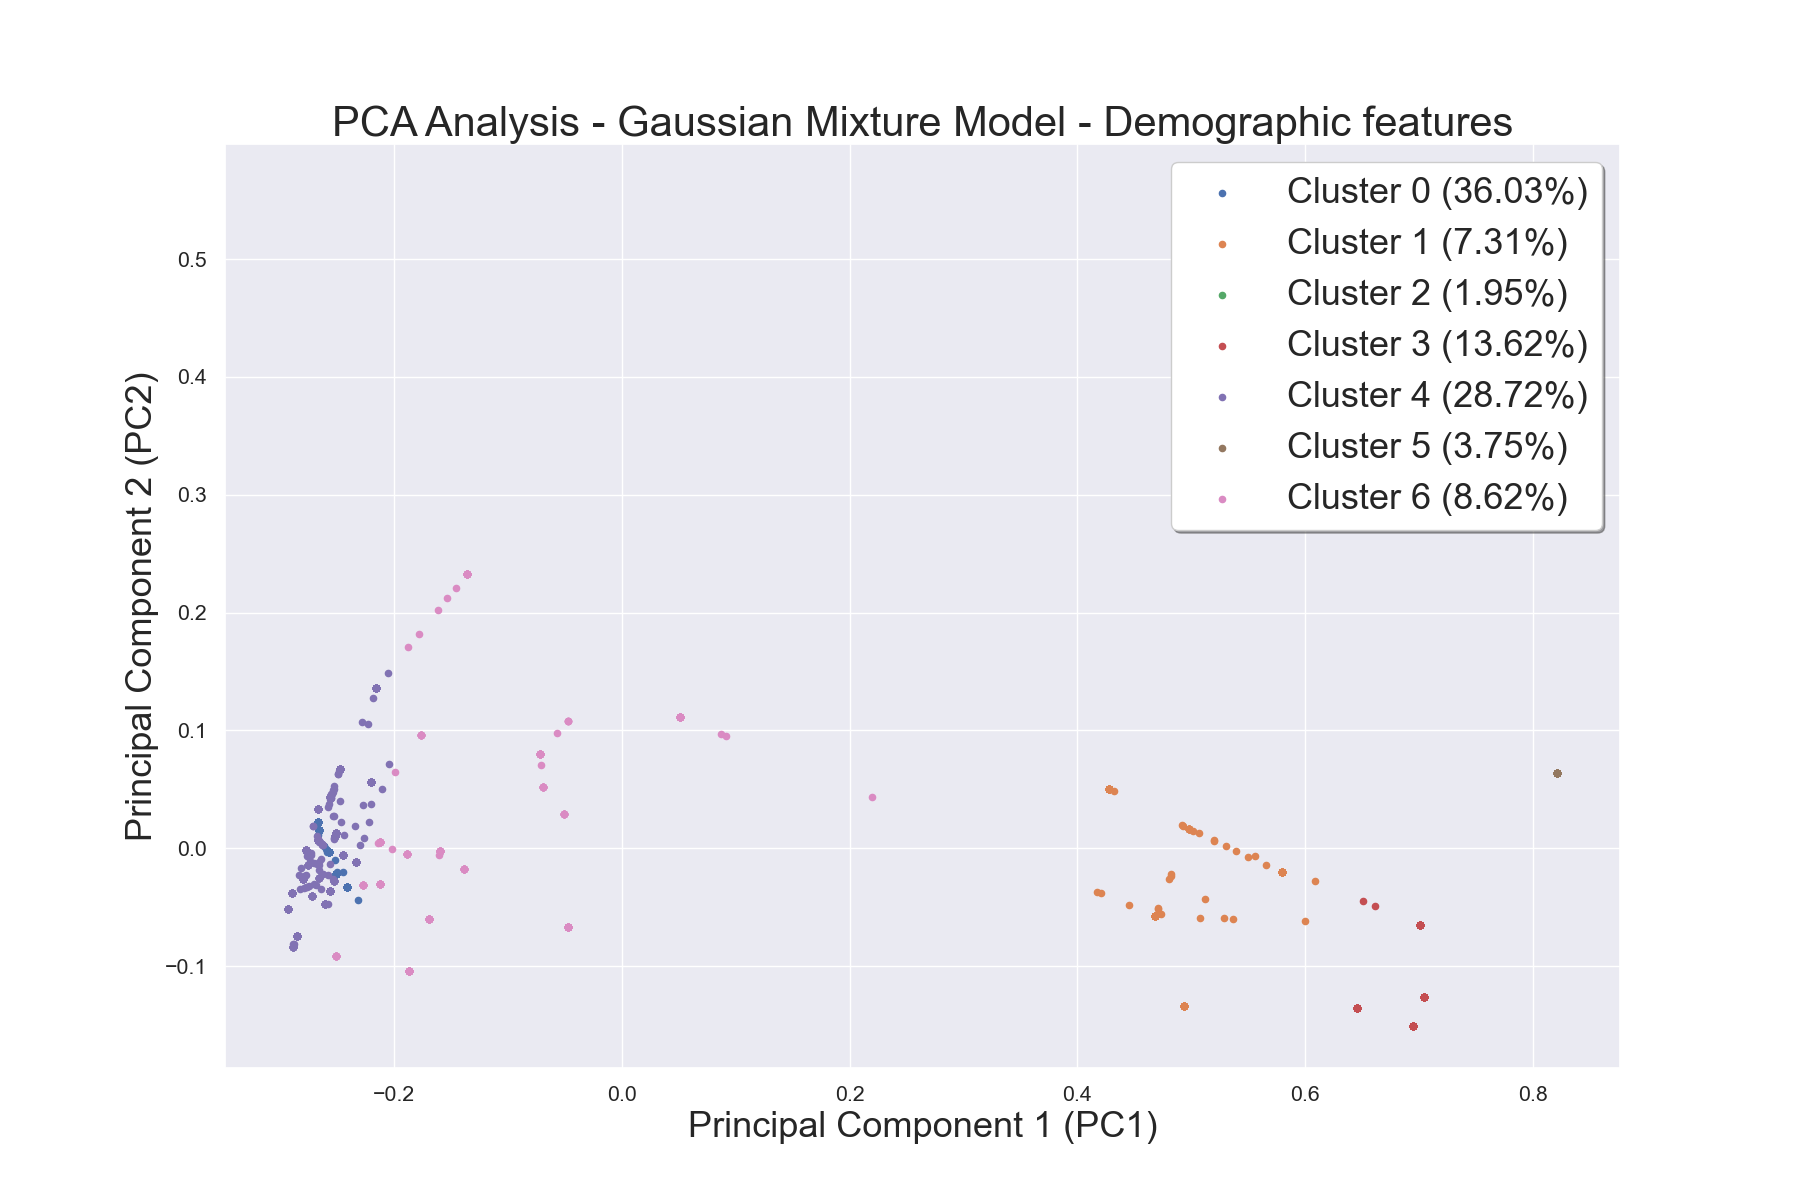 PCA Analysis - Gaussian Mixture Model - Demographic features
Cluster 0 (36.03%)
Cluster 1 (7.31%)
Cluster 2 (1.95%)
Cluster 3 (13.62%)
Cluster 4 (28.72%)
Cluster 5 (3.75%)
Cluster 6 (8.62%)
Principal Component 2 (PC2)
0.5
0.4
0.3
0.2
0.1
0.0
−0.1
−0.2 0.0 0.2 0.4 0.6 0.8
Principal Component 1 (PC1)